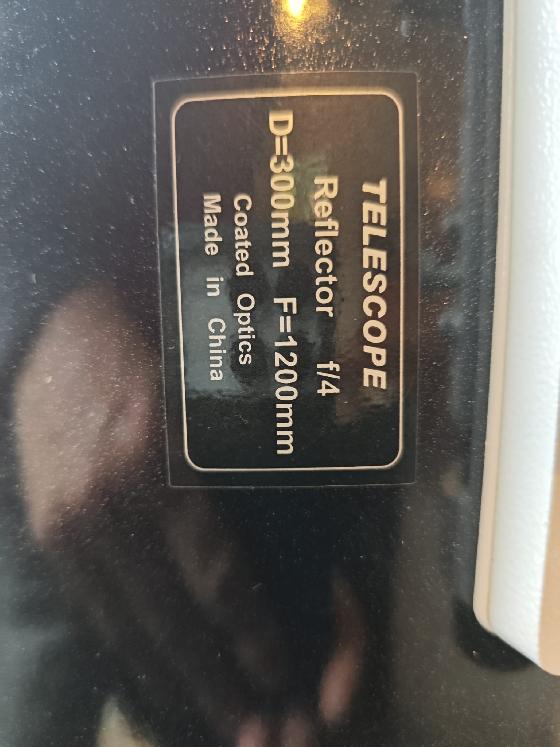 TELESCOPE
Reflector f/4
D=300mm F=1200mm
Coated Optics
Made in China